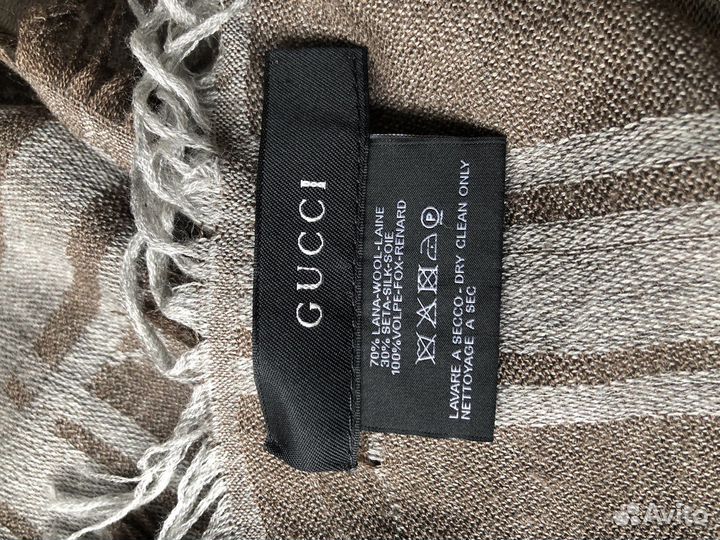 GUCCI
70% LANA-WOOL-LAINE
30% SETA-SILK-SOIE
100%VOLPE-FOX-RENARD
P
LAVARE A SECCO - DRY CLEAN ONLY
NETTOYAGE A SEC
Avito